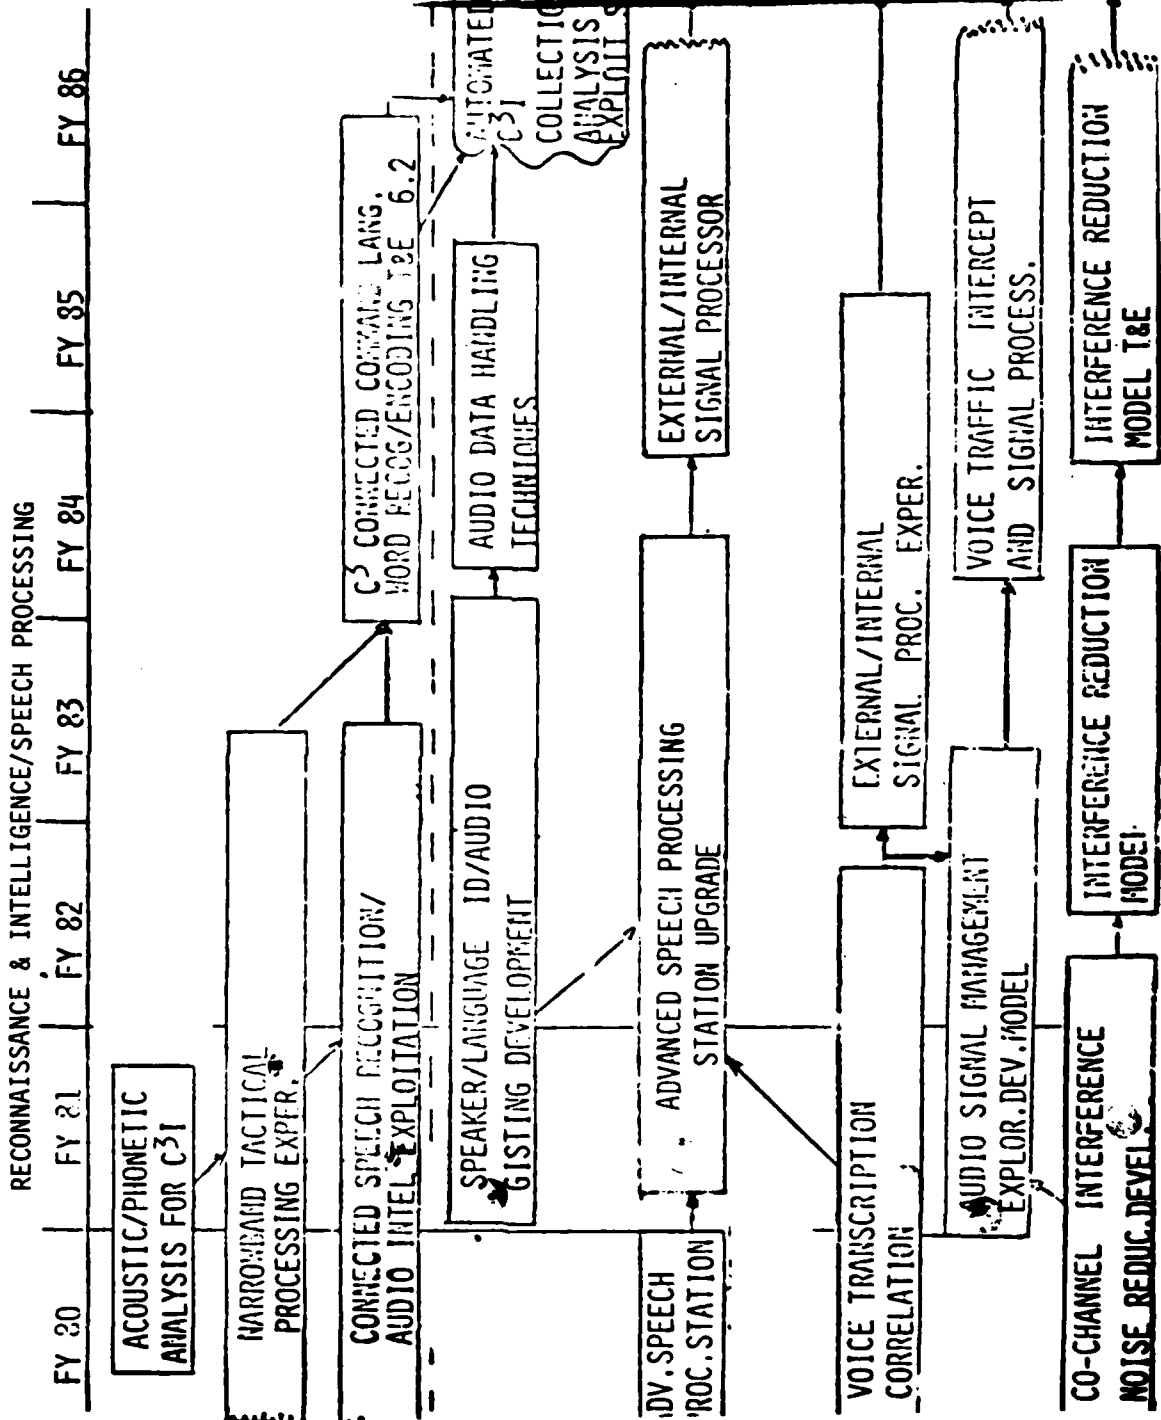 RECONNAISSANCE & INTELLIGENCE/SPEECH PROCESSING
FY 80 FY 81 FY 82 FY 83 FY 84 FY 85 FY 86
ACOUSTIC/PHONETIC
ANALYSIS FOR C³I
NARROWBAND TACTICAL
PROCESSING EXPER.
CONNECTED SPEECH RECOGNITION/
AUDIO INTEL. EXPLOITATION
C³ CONNECTED COMMAND LANG.
WORD RECOG/ENCODING T&E 6.2
SPEAKER/LANGUAGE ID/AUDIO
GISTING DEVELOPMENT
AUDIO DATA HANDLING
TECHNIQUES
AUTOMATED
C³I
COLLECTIO
ANALYSIS
EXPLOIT
DV.SPEECH
ROC.STATION
ADVANCED SPEECH PROCESSING
STATION UPGRADE
EXTERNAL/INTERNAL
SIGNAL PROCESSOR
VOICE TRANSCRIPTION
CORRELATION
EXTERNAL/INTERNAL
SIGNAL PROC. EXPER.
AUDIO SIGNAL MANAGEMENT
EXPLOR.DEV.MODEL
VOICE TRAFFIC INTERCEPT
AND SIGNAL PROCESS.
CO-CHANNEL INTERFERENCE
NOISE REDUC.DEVEL.
INTERFERENCE REDUCTION
MODEL
INTERFERENCE REDUCTION
MODEL T&E